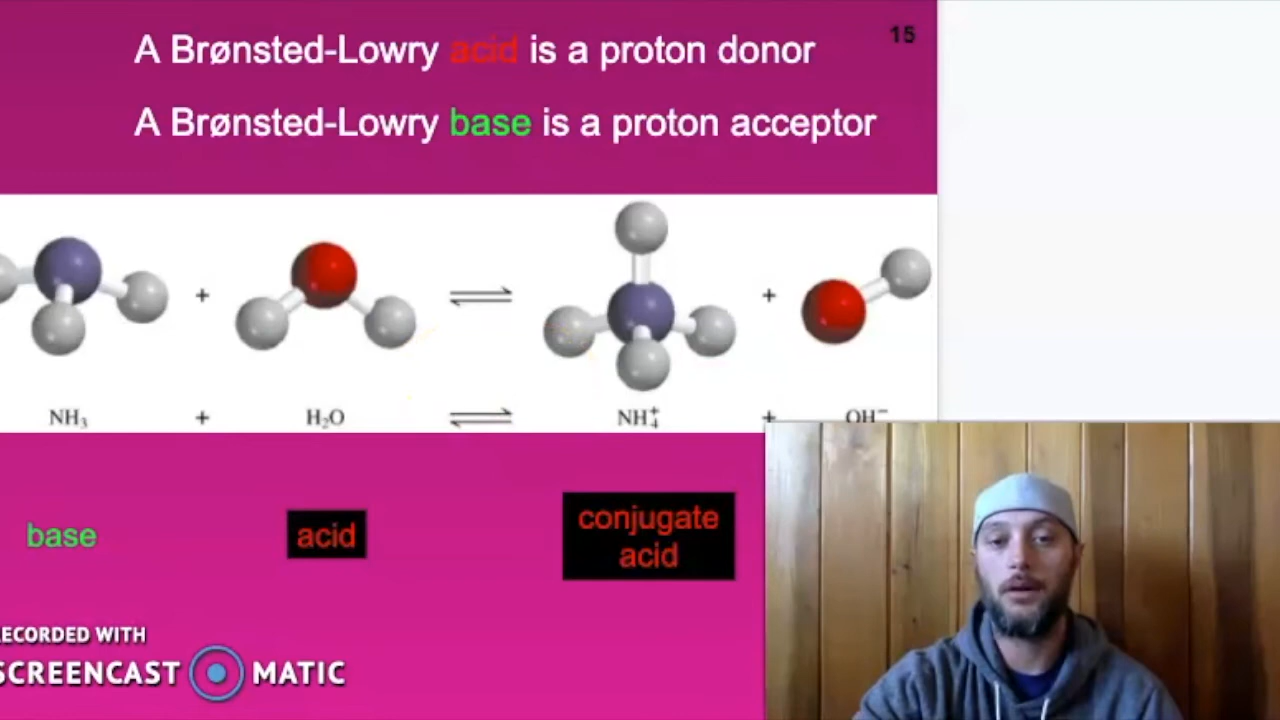 15
A Brønsted-Lowry acid is a proton donor
A Brønsted-Lowry base is a proton acceptor
+ ⇌ +
NH₃ + H₂O ⇌ NH₄⁺ + OH⁻
base acid conjugate
acid
ECORDED WITH
SCREENCAST MATIC